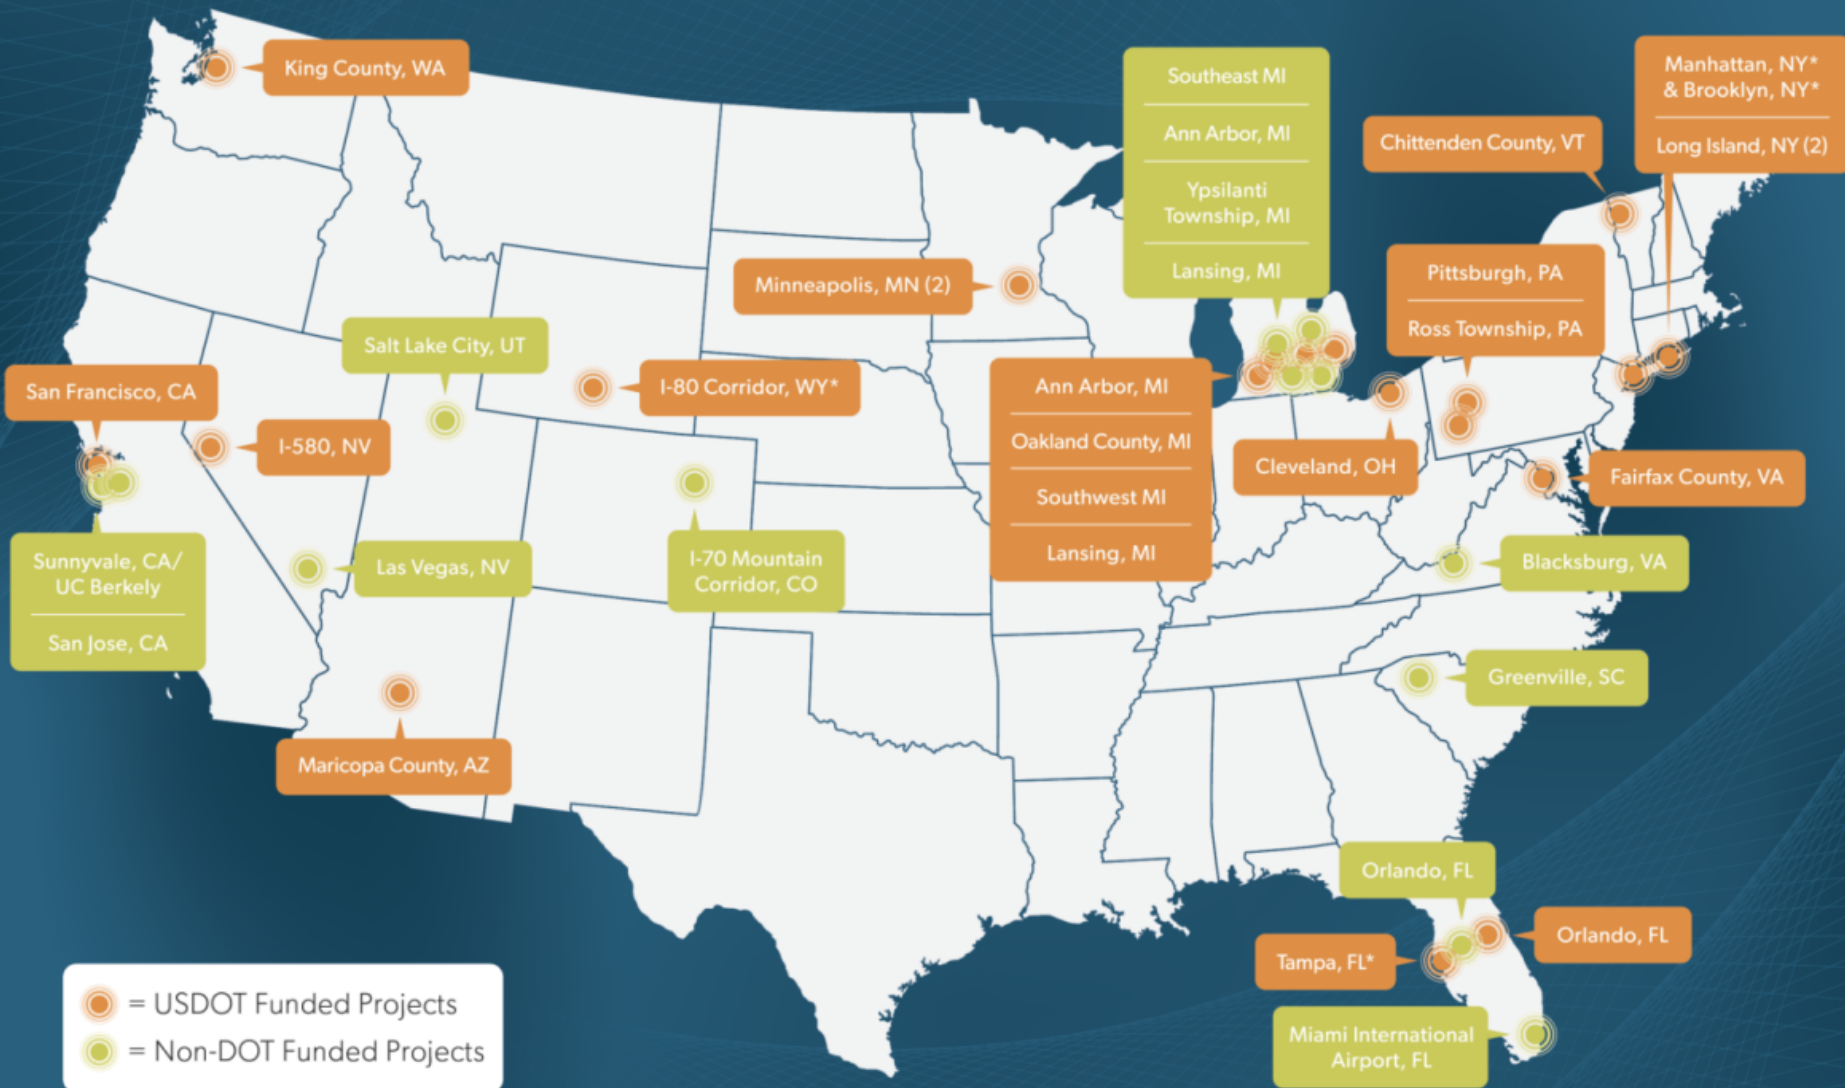 King County, WA
Southeast MI
Ann Arbor, MI
Ypsilanti
Township, MI
Lansing, MI
Manhattan, NY*
& Brooklyn, NY*
Long Island, NY (2)
Chittenden County, VT
Minneapolis, MN (2)
Pittsburgh, PA
Ross Township, PA
Salt Lake City, UT
San Francisco, CA
I-80 Corridor, WY*
I-580, NV
Ann Arbor, MI
Oakland County, MI
Southwest MI
Lansing, MI
Cleveland, OH
Fairfax County, VA
Sunnyvale, CA/
UC Berkely
San Jose, CA
Las Vegas, NV
I-70 Mountain
Corridor, CO
Blacksburg, VA
Greenville, SC
Maricopa County, AZ
Orlando, FL
Orlando, FL
Tampa, FL*
Miami International
Airport, FL
= USDOT Funded Projects
= Non-DOT Funded Projects